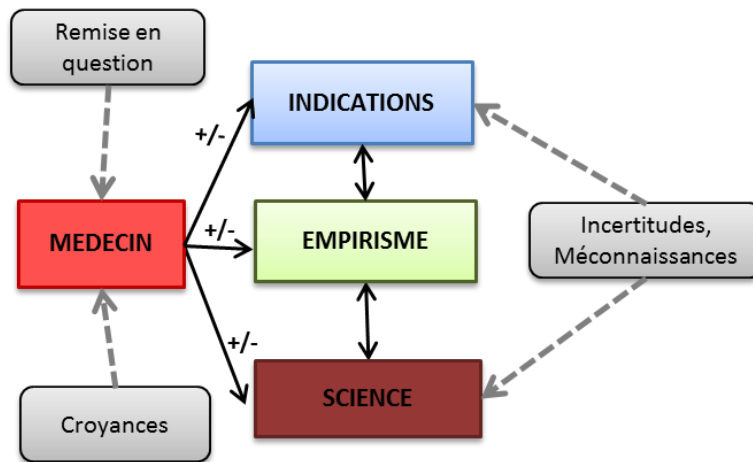 Remise en
question
INDICATIONS
+/-
MEDECIN
+/-
EMPIRISME
Incertitudes,
Méconnaissances
+/-
SCIENCE
Croyances